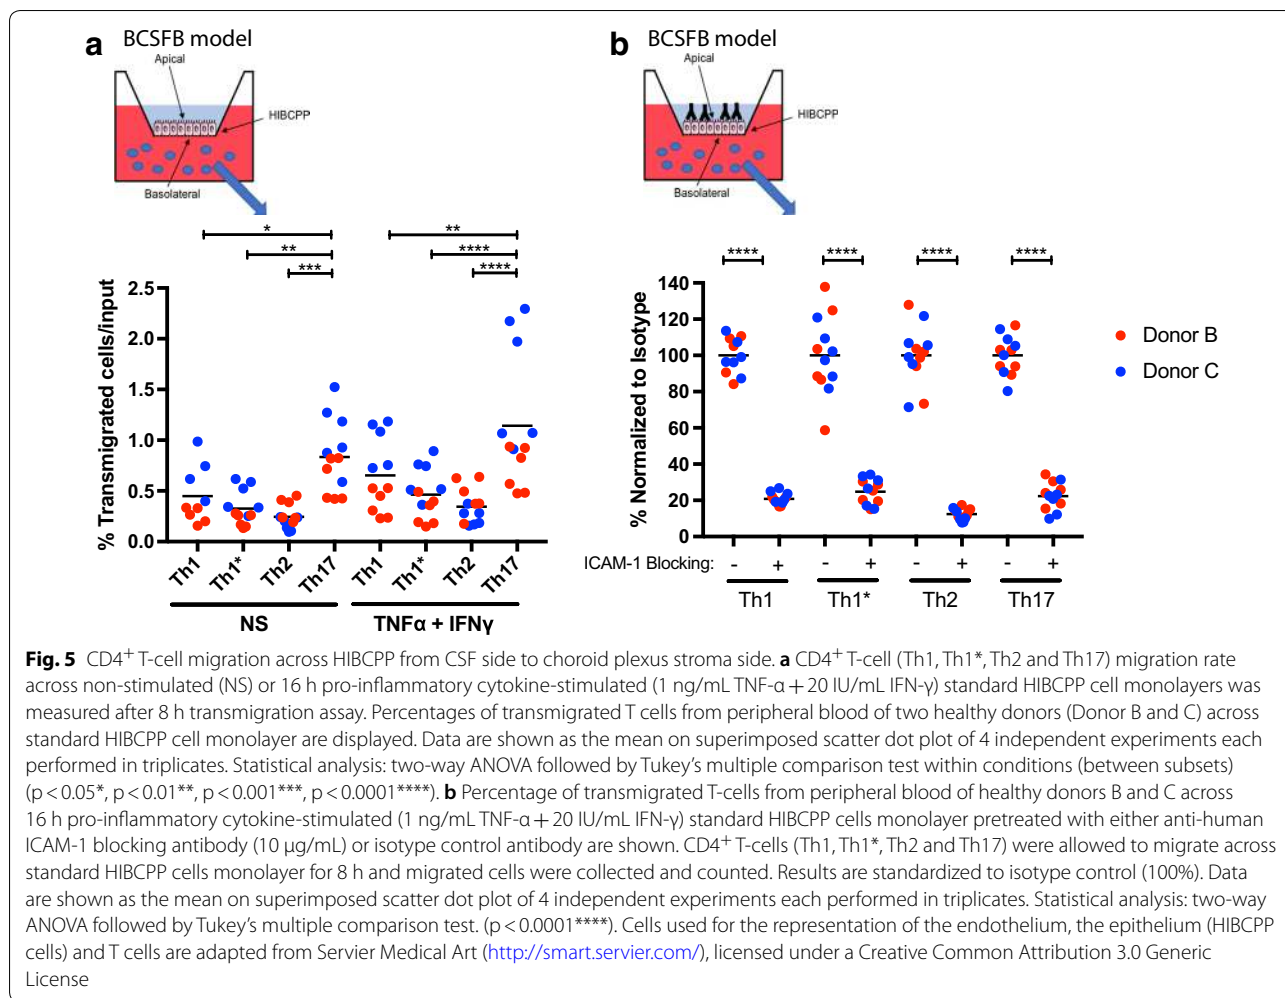 a BCSFB model
Apical
HIBCPP
Basolateral
* **
** ****
*** ****
% Transmigrated cells/input
2.5
2.0
1.5
1.0
0.5
0.0
Th1 Th1* Th2 Th17 Th1 Th1* Th2 Th17
NS TNFα + IFNγ
b BCSFB model
Apical
HIBCPP
Basolateral
**** **** **** ****
% Normalized to Isotype
140
120
100
80
60
40
20
0
ICAM-1 Blocking: - + - + - + - +
Th1 Th1* Th2 Th17
Donor B
Donor C
Fig. 5 CD4+ T-cell migration across HIBCPP from CSF side to choroid plexus stroma side. a CD4+ T-cell (Th1, Th1*, Th2 and Th17) migration rate
across non-stimulated (NS) or 16 h pro-inflammatory cytokine-stimulated (1 ng/mL TNF-α + 20 IU/mL IFN-γ) standard HIBCPP cell monolayers was
measured after 8 h transmigration assay. Percentages of transmigrated T cells from peripheral blood of two healthy donors (Donor B and C) across
standard HIBCPP cell monolayer are displayed. Data are shown as the mean on superimposed scatter dot plot of 4 independent experiments each
performed in triplicates. Statistical analysis: two-way ANOVA followed by Tukey's multiple comparison test within conditions (between subsets)
(p < 0.05*, p < 0.01**, p < 0.001***, p < 0.0001****). b Percentage of transmigrated T-cells from peripheral blood of healthy donors B and C across
16 h pro-inflammatory cytokine-stimulated (1 ng/mL TNF-α + 20 IU/mL IFN-γ) standard HIBCPP cells monolayer pretreated with either anti-human
ICAM-1 blocking antibody (10 µg/mL) or isotype control antibody are shown. CD4+ T-cells (Th1, Th1*, Th2 and Th17) were allowed to migrate across
standard HIBCPP cells monolayer for 8 h and migrated cells were collected and counted. Results are standardized to isotype control (100%). Data
are shown as the mean on superimposed scatter dot plot of 4 independent experiments each performed in triplicates. Statistical analysis: two-way
ANOVA followed by Tukey's multiple comparison test. (p < 0.0001****). Cells used for the representation of the endothelium, the epithelium (HIBCPP
cells) and T cells are adapted from Servier Medical Art (http://smart.servier.com/), licensed under a Creative Common Attribution 3.0 Generic
License